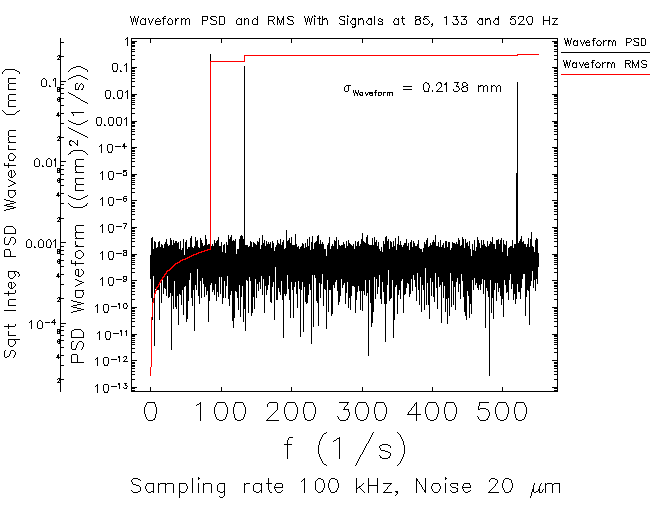 Waveform PSD and RMS With Signals at 85, 133 and 520 Hz
Waveform PSD
Waveform RMS
σWaveform = 0.2138 mm
Sqrt Integ PSD Waveform (mm)
0.1
0.01
0.001
10⁻⁴
PSD Waveform ((mm)²/(1/s))
0.1
0.01
0.001
10⁻⁴
10⁻⁵
10⁻⁶
10⁻⁷
10⁻⁸
10⁻⁹
10⁻¹⁰
10⁻¹¹
10⁻¹²
10⁻¹³
0 100 200 300 400 500
f (1/s)
Sampling rate 100 kHz, Noise 20 μm